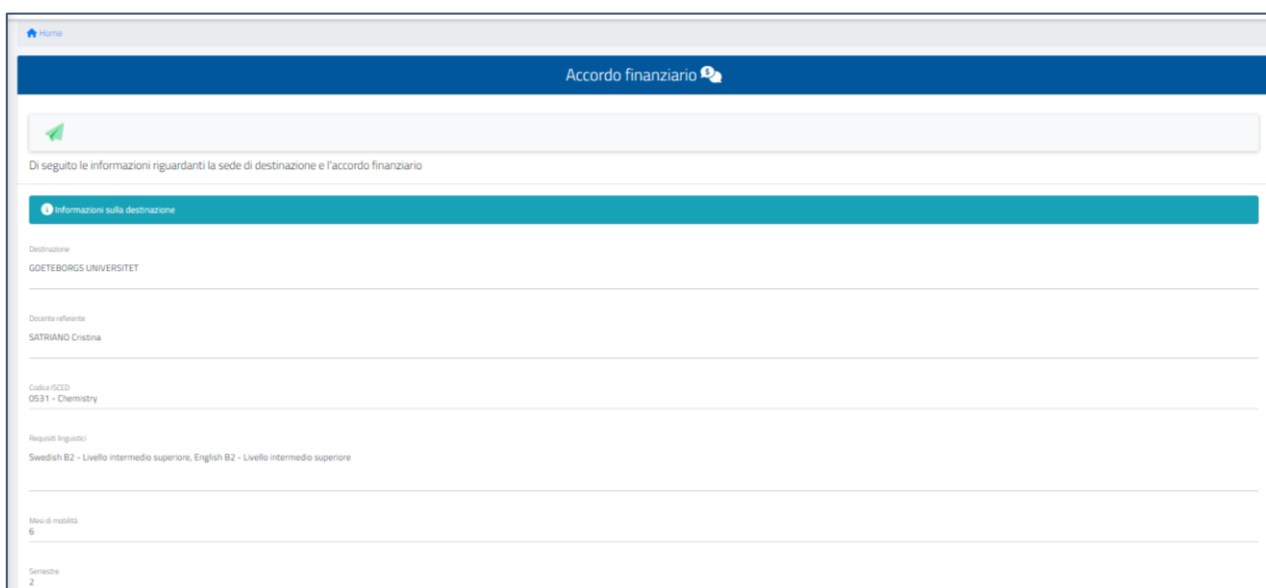 Home
Accordo finanziario
Di seguito le informazioni riguardanti la sede di destinazione e l'accordo finanziario
Informazioni sulla destinazione
Destinazione
GOETEBORGS UNIVERSITET
Docente referente
SATRIANO Cristina
Codice ISCED
0531 - Chemistry
Requisiti linguistici
Swedish B2 - Livello intermedio superiore, English B2 - Livello intermedio superiore
Mesi di mobilità
6
Semestre
2